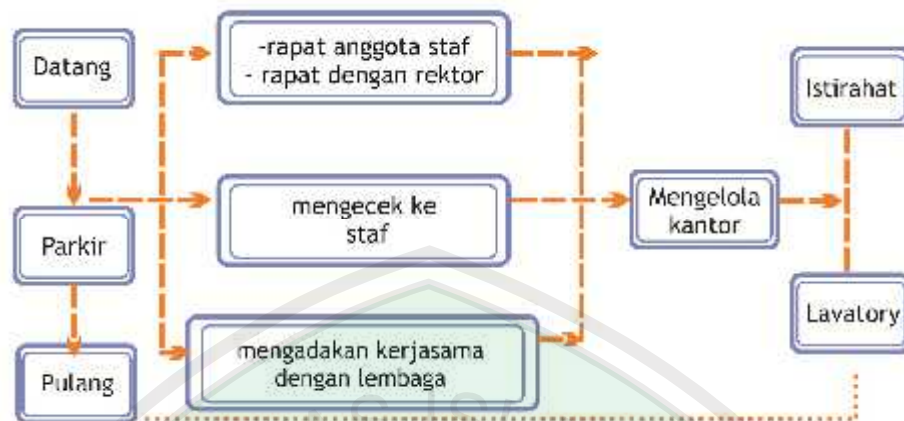 Datang
Parkir
Pulang
-rapat anggota staf
- rapat dengan rektor
mengecek ke
staf
mengadakan kerjasama
dengan lembaga
Mengelola
kantor
Istirahat
Lavatory